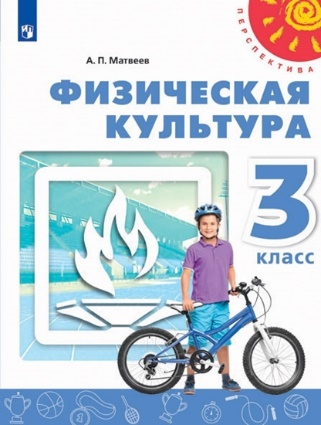 ПЕРСПЕКТИВА
А. П. Матвеев
ФИЗИЧЕСКАЯ
КУЛЬТУРА
3
класс